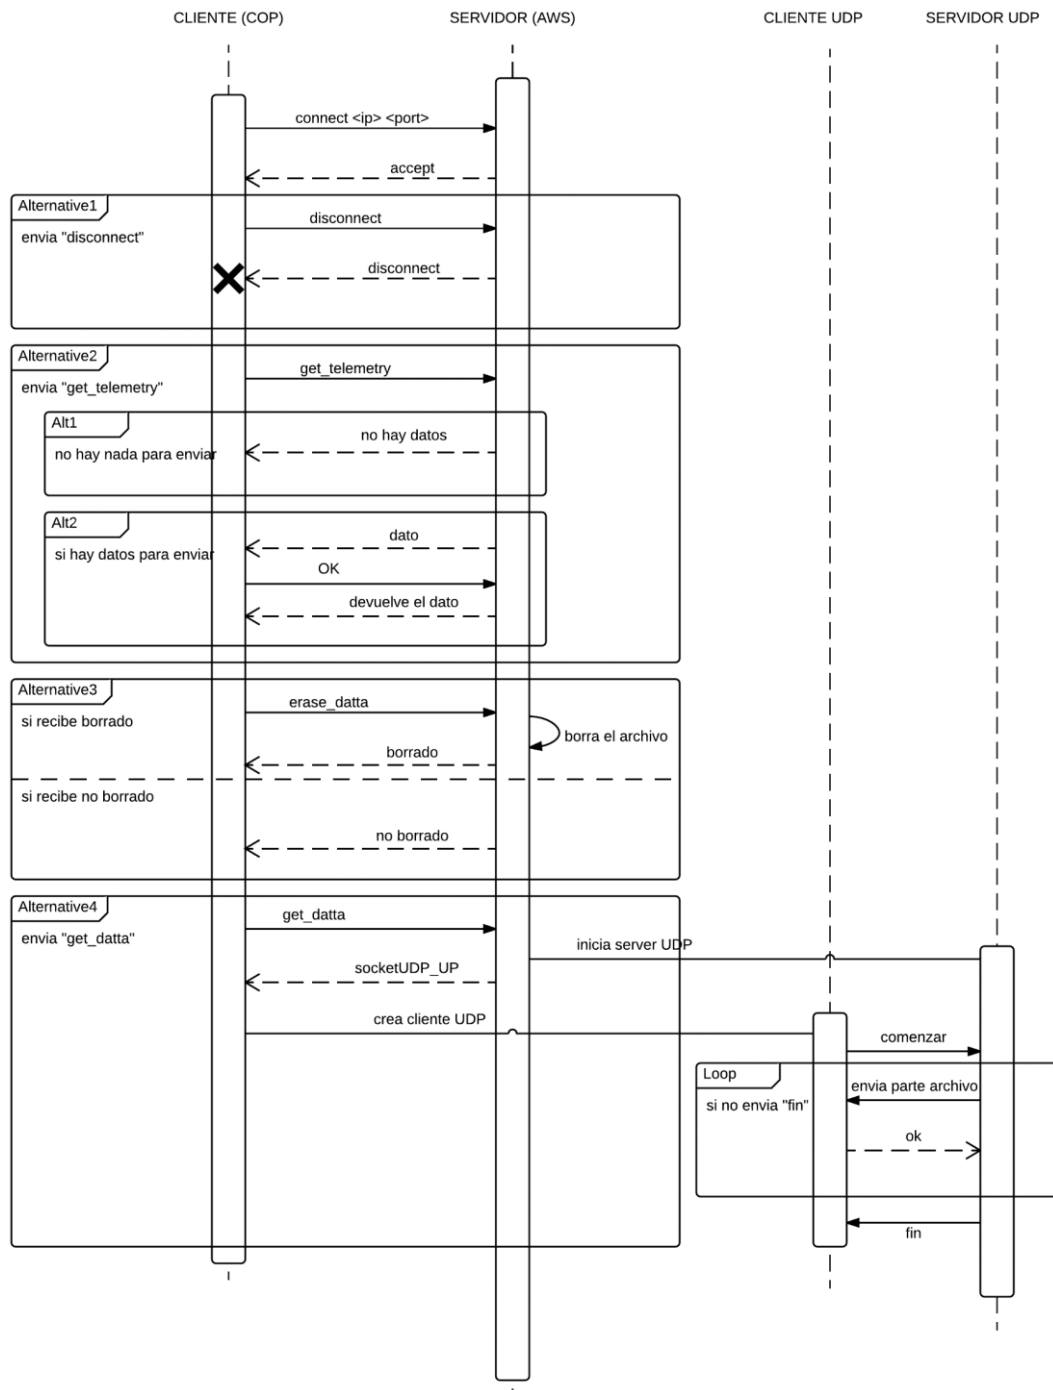 CLIENTE (COP)
SERVIDOR (AWS)
CLIENTE UDP
SERVIDOR UDP
connect <ip> <port>
accept
Alternative1
envia "disconnect"
disconnect
disconnect
Alternative2
envia "get_telemetry"
get_telemetry
Alt1
no hay nada para enviar
no hay datos
Alt2
si hay datos para enviar
dato
OK
devuelve el dato
Alternative3
si recibe borrado
erase_datta
borra el archivo
borrado
si recibe no borrado
no borrado
Alternative4
envia "get_datta"
get_datta
inicia server UDP
socketUDP_UP
crea cliente UDP
comenzar
Loop
si no envia "fin"
envia parte archivo
ok
fin